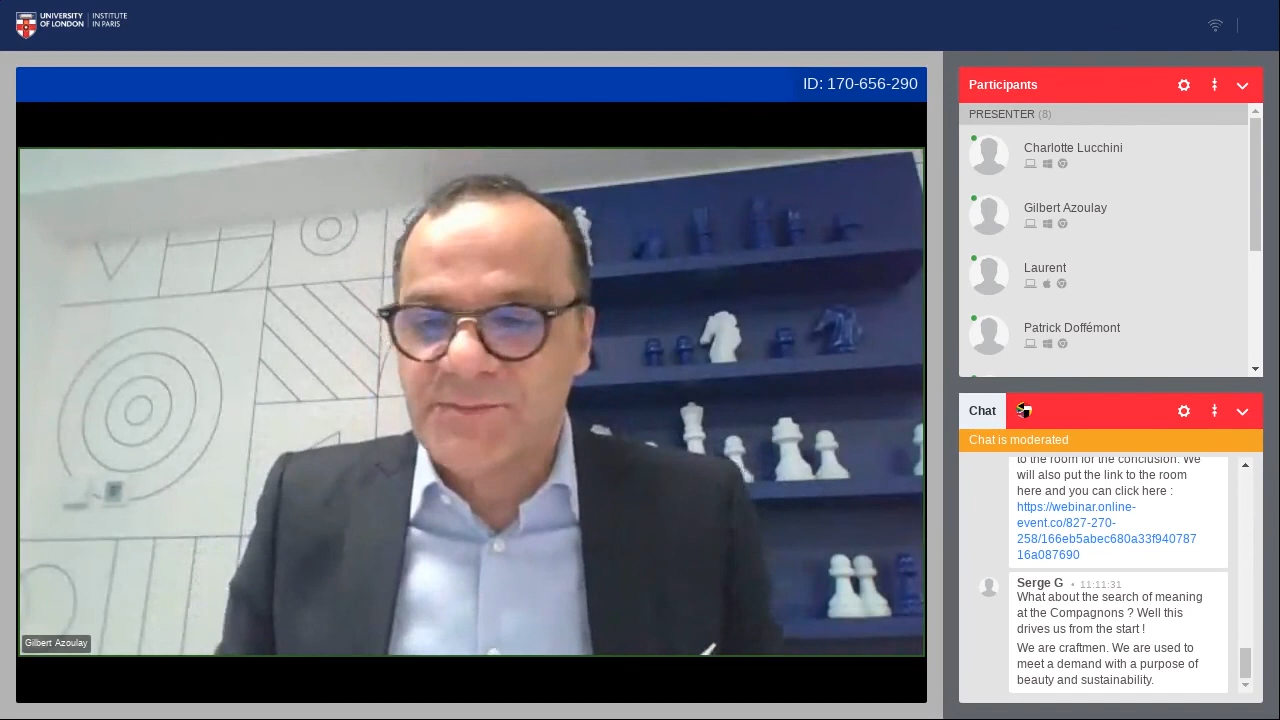 UNIVERSITY OF LONDON
INSTITUTE IN PARIS
ID: 170-656-290
Gilbert Azoulay
Participants
PRESENTER (8)
Charlotte Lucchini
Gilbert Azoulay
Laurent
Patrick Dofférmont
Chat
Chat is moderated
to the room for the conclusion. We
will also put the link to the room
here and you can click here :
https://webinar.online-
event.co/827-270-
258/166eb5abec680a33f940787
16a087690
Serge G • 11:11:31
What about the search of meaning
at the Compagnons ? Well this
drives us from the start !
We are craftmen. We are used to
meet a demand with a purpose of
beauty and sustainability.